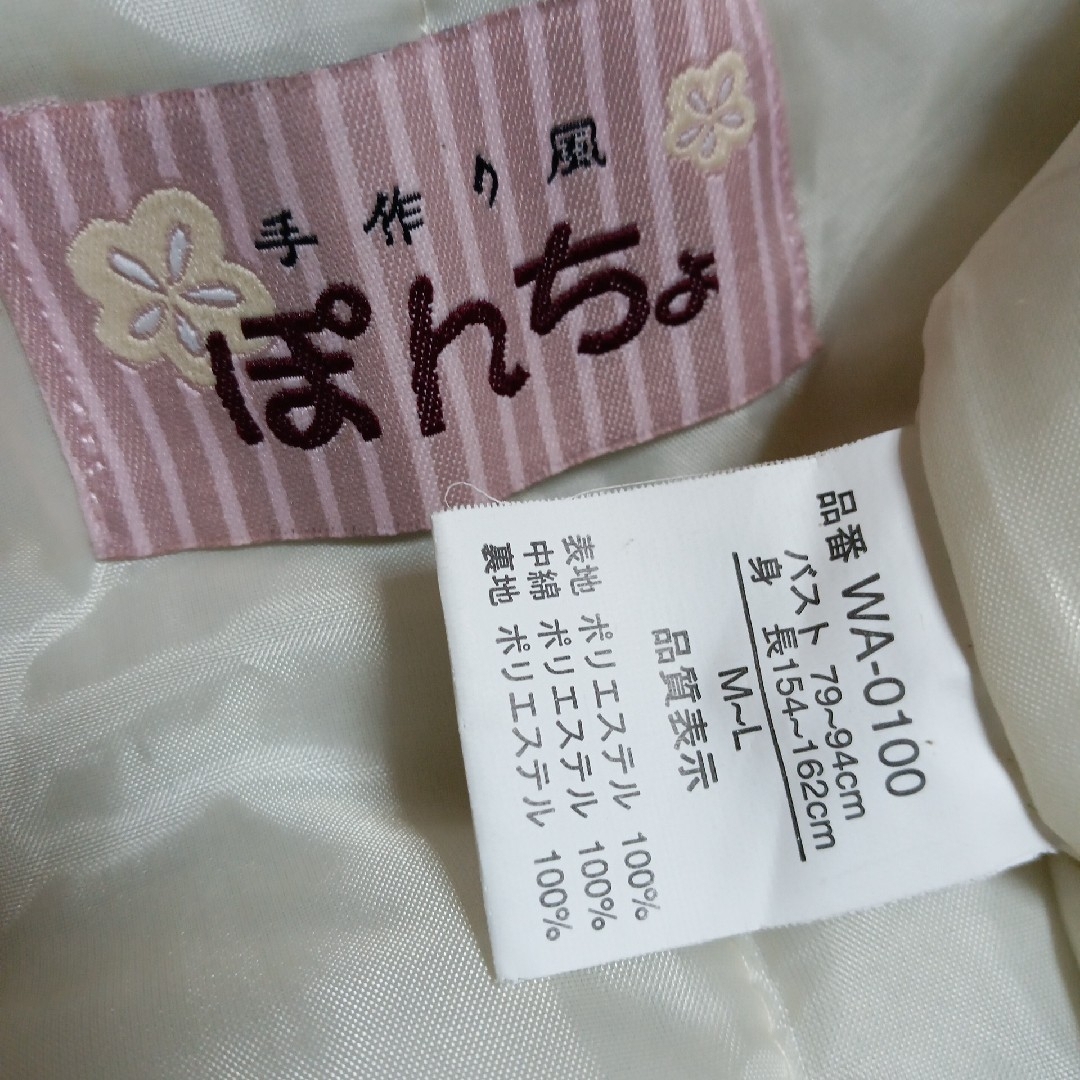 手作り風
ぽんちょ
品番 WA-0100
バスト 79~94cm
身 長154~162cm
M~L
品質表示
表地 ポリエステル 100%
中綿 ポリエステル 100%
裏地 ポリエステル 100%